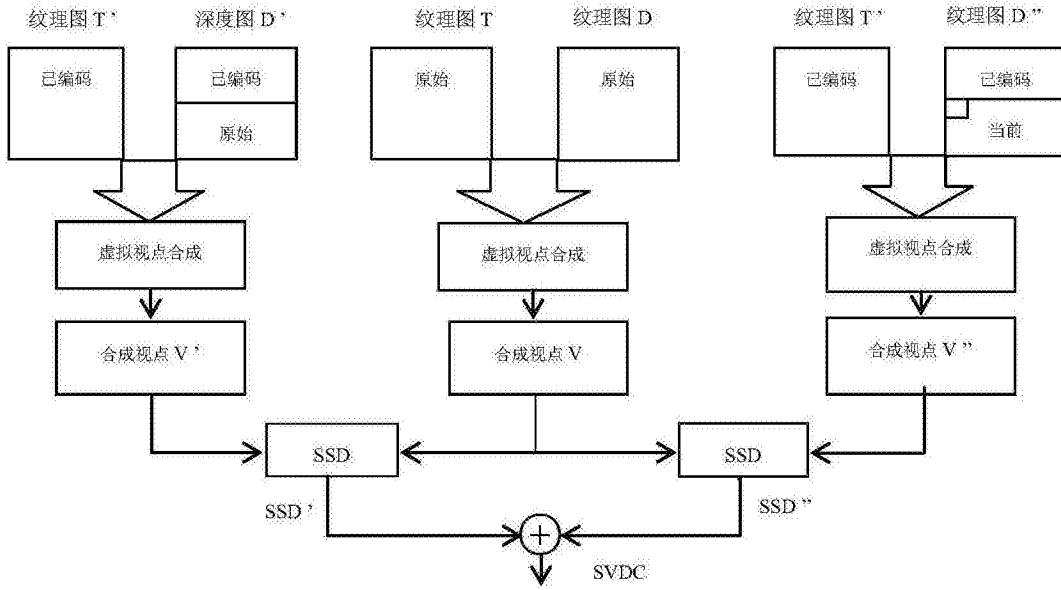 纹理图 T’
深度图 D’
纹理图 T
纹理图 D
纹理图 T’
纹理图 D”
已编码
已编码
原始
原始
原始
已编码
已编码
当前
虚拟视点合成
虚拟视点合成
虚拟视点合成
合成视点 V’
合成视点 V
合成视点 V”
SSD
SSD
SSD’
SSD”
+
SVDC